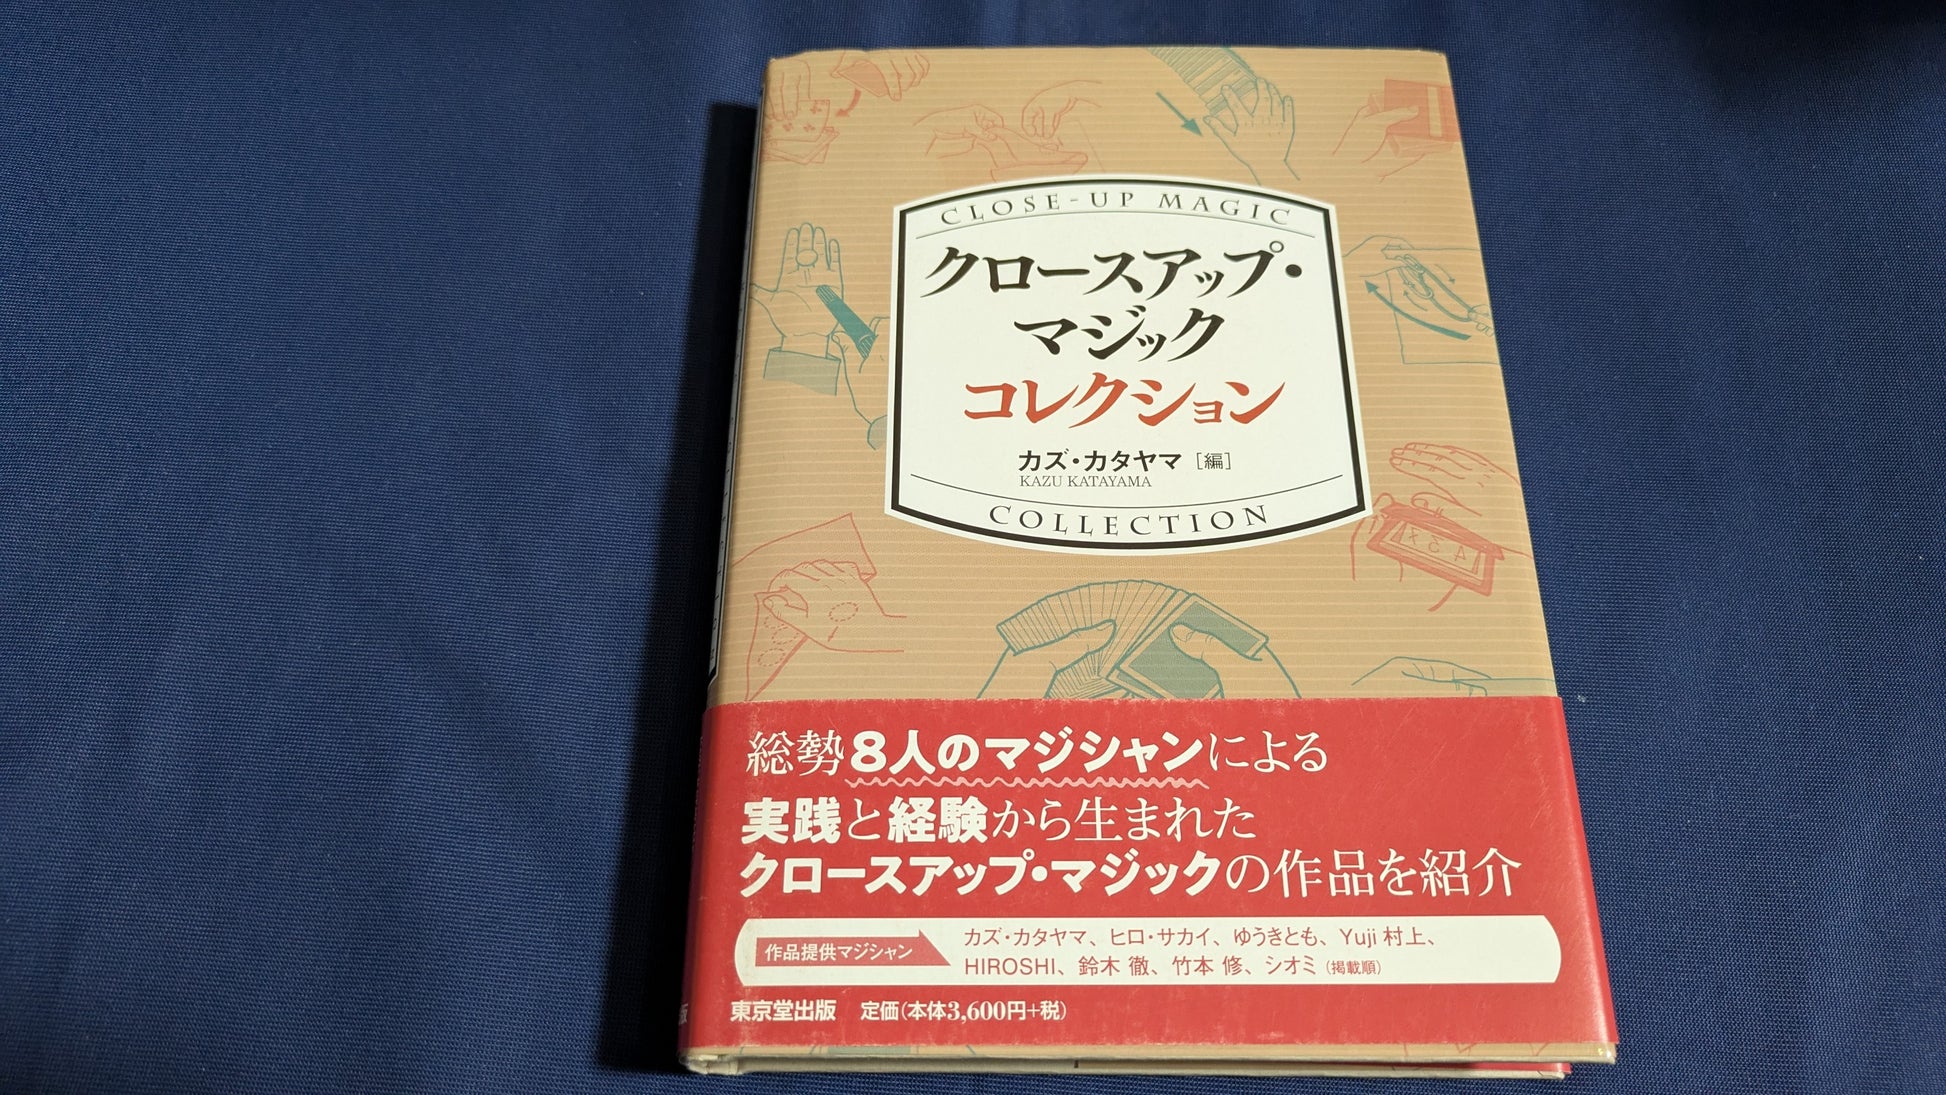 CLOSE-UP MAGIC
クロースアップ・
マジック
コレクション
カズ・カタヤマ［編］
KAZU KATAYAMA
COLLECTION
総勢8人のマジシャンによる
実践と経験から生まれた
クロースアップ・マジックの作品を紹介
作品提供マジシャン
カズ・カタヤマ、ヒロ・サカイ、ゆうきとも、Yuji 村上、
HIROSHI、鈴木 徹、竹本 修、シオミ（掲載順）
東京堂出版 定価（本体3,600円+税）